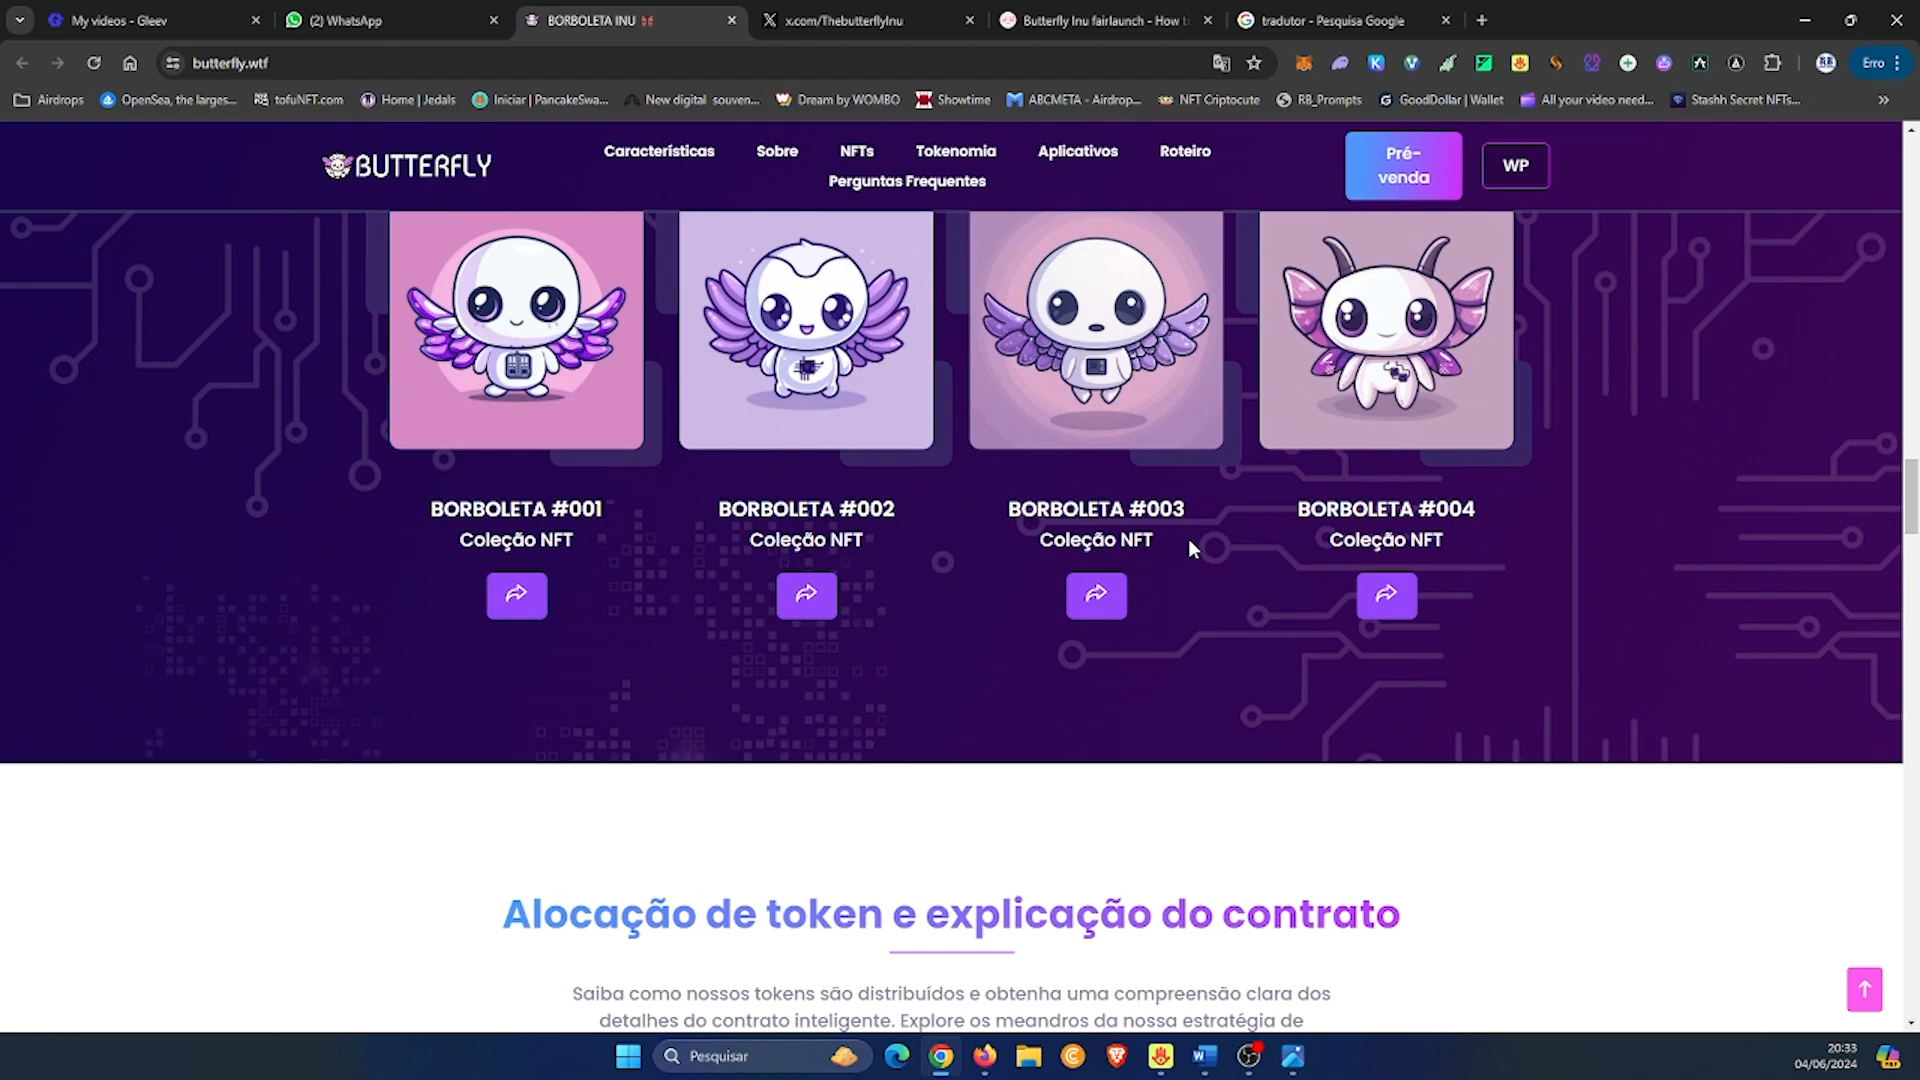 My videos - Gleev
(2) WhatsApp
BORBOLETA INU
x.com/TheButterflyInu
Butterfly Inu fairlaunch - How t
tradutor - Pesquisa Google
butterfly.wtf
Erro
Airdrops
OpenSea, the larges...
tofuNFT.com
Home | Jedals
Iniciar | PancakeSwa...
New digital souven...
Dream by WOMBO
Showtime
ABCMETA - Airdrop...
NFT Criptocute
RB_Prompts
GoodDollar | Wallet
All your video need...
Stashh Secret NFTs...
BUTTERFLY
Características
Sobre
NFTs
Tokenomia
Aplicativos
Roteiro
Perguntas Frequentes
Pré-
venda
WP
BORBOLETA #001
Coleção NFT
BORBOLETA #002
Coleção NFT
BORBOLETA #003
Coleção NFT
BORBOLETA #004
Coleção NFT
Alocação de token e explicação do contrato
Saiba como nossos tokens são distribuídos e obtenha uma compreensão clara dos
detalhes do contrato inteligente. Explore os meandros da nossa estratégia de
Pesquisar
20:33
04/06/2024